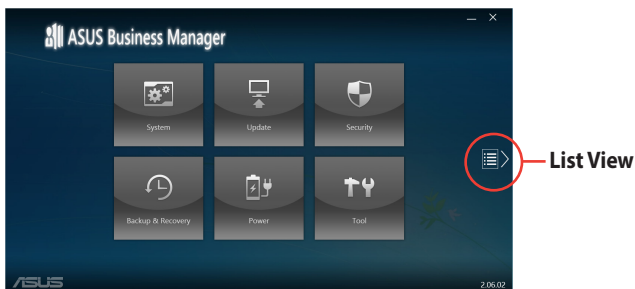 ASUS Business Manager
System
Update
Security
List View
Backup & Recovery
Power
Tool
ASUS
2.06.02